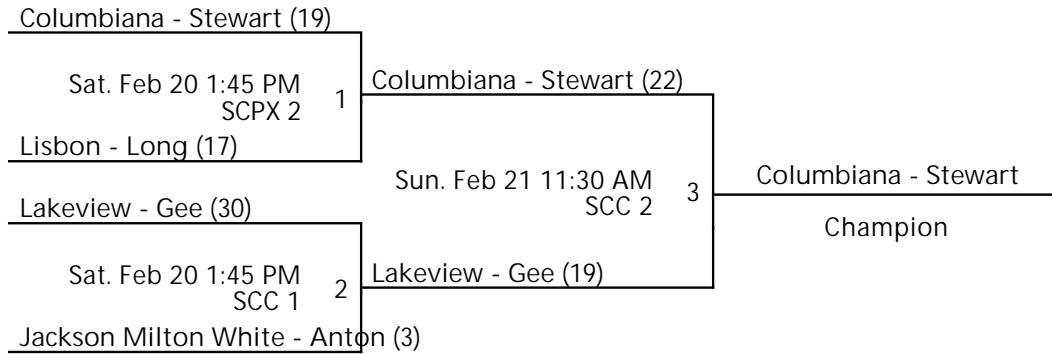 Columbiana - Stewart (19)
Sat. Feb 20 1:45 PM
SCPX 2
1
Columbiana - Stewart (22)
Lisbon - Long (17)
Sun. Feb 21 11:30 AM
SCC 2
3
Columbiana - Stewart
Champion
Lakeview - Gee (30)
Sat. Feb 20 1:45 PM
SCC 1
2
Lakeview - Gee (19)
Jackson Milton White - Anton (3)